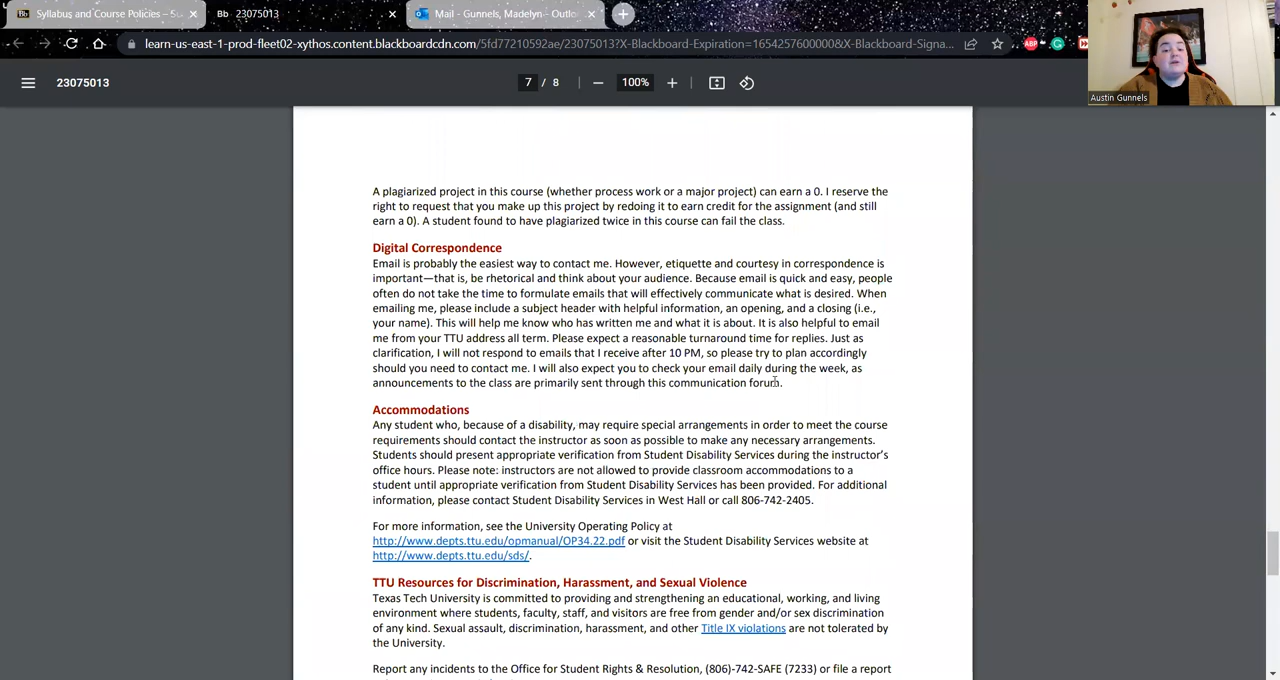 Syllabus and Course Policies – Su
Bb 23075013
Mail - Gunnels, Madelyn - Outlo
learn-us-east-1-prod-fleet02-xythos.content.blackboardcdn.com/5fd77210592ae/23075013?X-Blackboard-Expiration=1654257600000&X-Blackboard-Signa...
ABP
23075013
7 / 8
100%
Austin Gunnels
A plagiarized project in this course (whether process work or a major project) can earn a 0. I reserve the
right to request that you make up this project by redoing it to earn credit for the assignment (and still
earn a 0). A student found to have plagiarized twice in this course can fail the class.
Digital Correspondence
Email is probably the easiest way to contact me. However, etiquette and courtesy in correspondence is
important—that is, be rhetorical and think about your audience. Because email is quick and easy, people
often do not take the time to formulate emails that will effectively communicate what is desired. When
emailing me, please include a subject header with helpful information, an opening, and a closing (i.e.,
your name). This will help me know who has written me and what it is about. It is also helpful to email
me from your TTU address all term. Please expect a reasonable turnaround time for replies. Just as
clarification, I will not respond to emails that I receive after 10 PM, so please try to plan accordingly
should you need to contact me. I will also expect you to check your email daily during the week, as
announcements to the class are primarily sent through this communication forum.
Accommodations
Any student who, because of a disability, may require special arrangements in order to meet the course
requirements should contact the instructor as soon as possible to make any necessary arrangements.
Students should present appropriate verification from Student Disability Services during the instructor's
office hours. Please note: instructors are not allowed to provide classroom accommodations to a
student until appropriate verification from Student Disability Services has been provided. For additional
information, please contact Student Disability Services in West Hall or call 806-742-2405.
For more information, see the University Operating Policy at
http://www.depts.ttu.edu/opmanual/OP34.22.pdf or visit the Student Disability Services website at
http://www.depts.ttu.edu/sds/.
TTU Resources for Discrimination, Harassment, and Sexual Violence
Texas Tech University is committed to providing and strengthening an educational, working, and living
environment where students, faculty, staff, and visitors are free from gender and/or sex discrimination
of any kind. Sexual assault, discrimination, harassment, and other Title IX violations are not tolerated by
the University.
Report any incidents to the Office for Student Rights & Resolution, (806)-742-SAFE (7233) or file a report